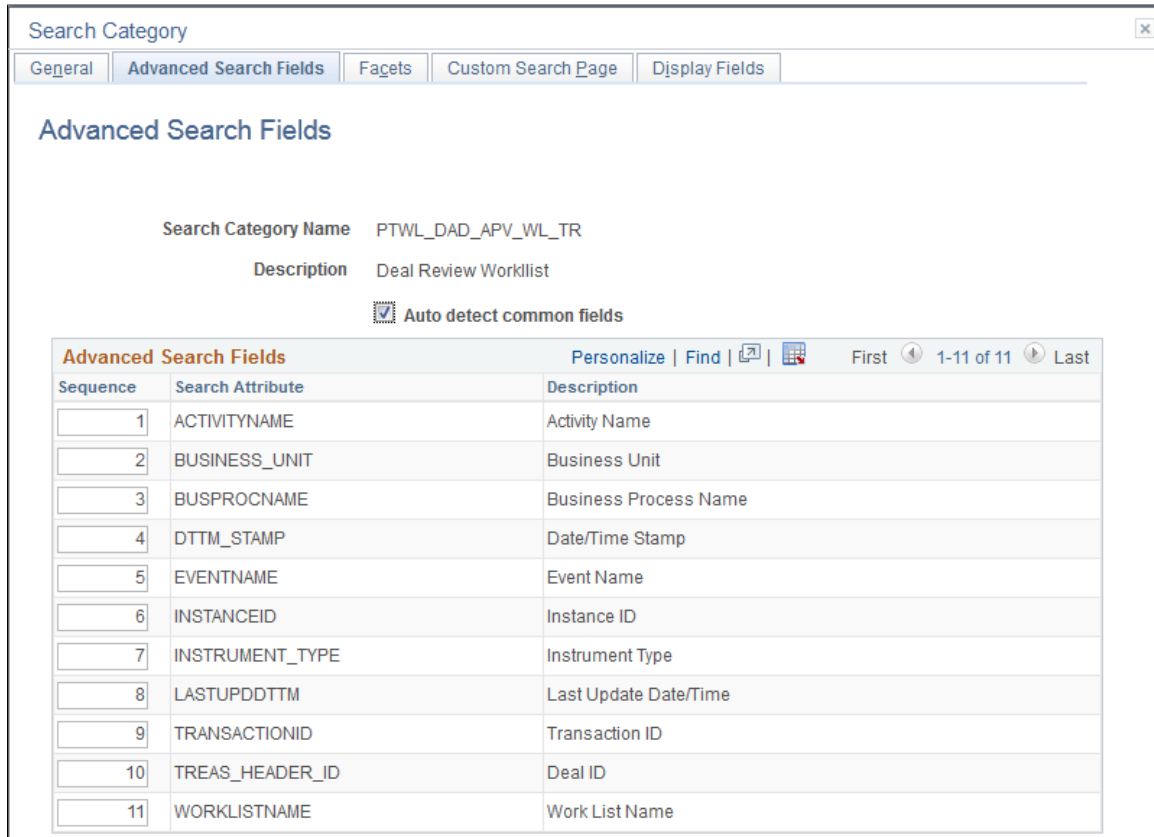 Search Category
General Advanced Search Fields Facets Custom Search Page Display Fields
Advanced Search Fields
Search Category Name PTWL_DAD_APV_WL_TR
Description Deal Review Workllist
Auto detect common fields
Advanced Search Fields Personalize | Find | | First 1-11 of 11 Last
Sequence Search Attribute Description
1 ACTIVITYNAME Activity Name
2 BUSINESS_UNIT Business Unit
3 BUSPROCNAME Business Process Name
4 DTTM_STAMP Date/Time Stamp
5 EVENTNAME Event Name
6 INSTANCEID Instance ID
7 INSTRUMENT_TYPE Instrument Type
8 LASTUPDDTTM Last Update Date/Time
9 TRANSACTIONID Transaction ID
10 TREAS_HEADER_ID Deal ID
11 WORKLISTNAME Work List Name